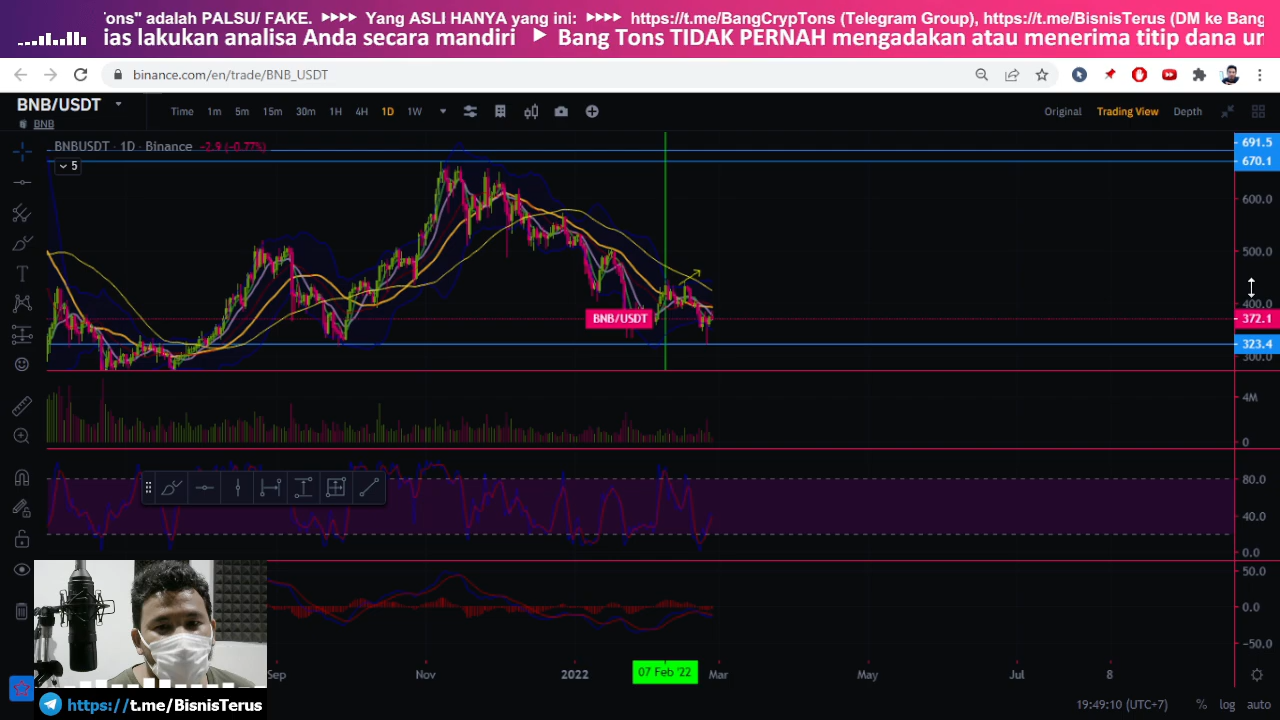 Tons" adalah PALSU/ FAKE. ►►►► Yang ASLI HANYA yang ini: ►►►► https://t.me/BangCrypTons (Telegram Group), https://t.me/BisnisTerus (DM ke Bang
ias lakukan analisa Anda secara mandiri ► Bang Tons TIDAK PERNAH mengadakan atau menerima titip dana un
binance.com/en/trade/BNB_USDT
BNB/USDT
BNB
Time 1m 5m 15m 30m 1H 4H 1D 1W
Original Trading View Depth
BNBUSDT · 1D · Binance −2.9 (−0.77%)
5
691.5
670.1
600.0
500.0
400.0
BNB/USDT
372.1
323.4
300.0
4M
0
80.0
40.0
0.0
50.0
0.0
−50.0
Sep Nov 2022 07 Feb '22 Mar May Jul 8
https://t.me/BisnisTerus
19:49:10 (UTC+7) % log auto